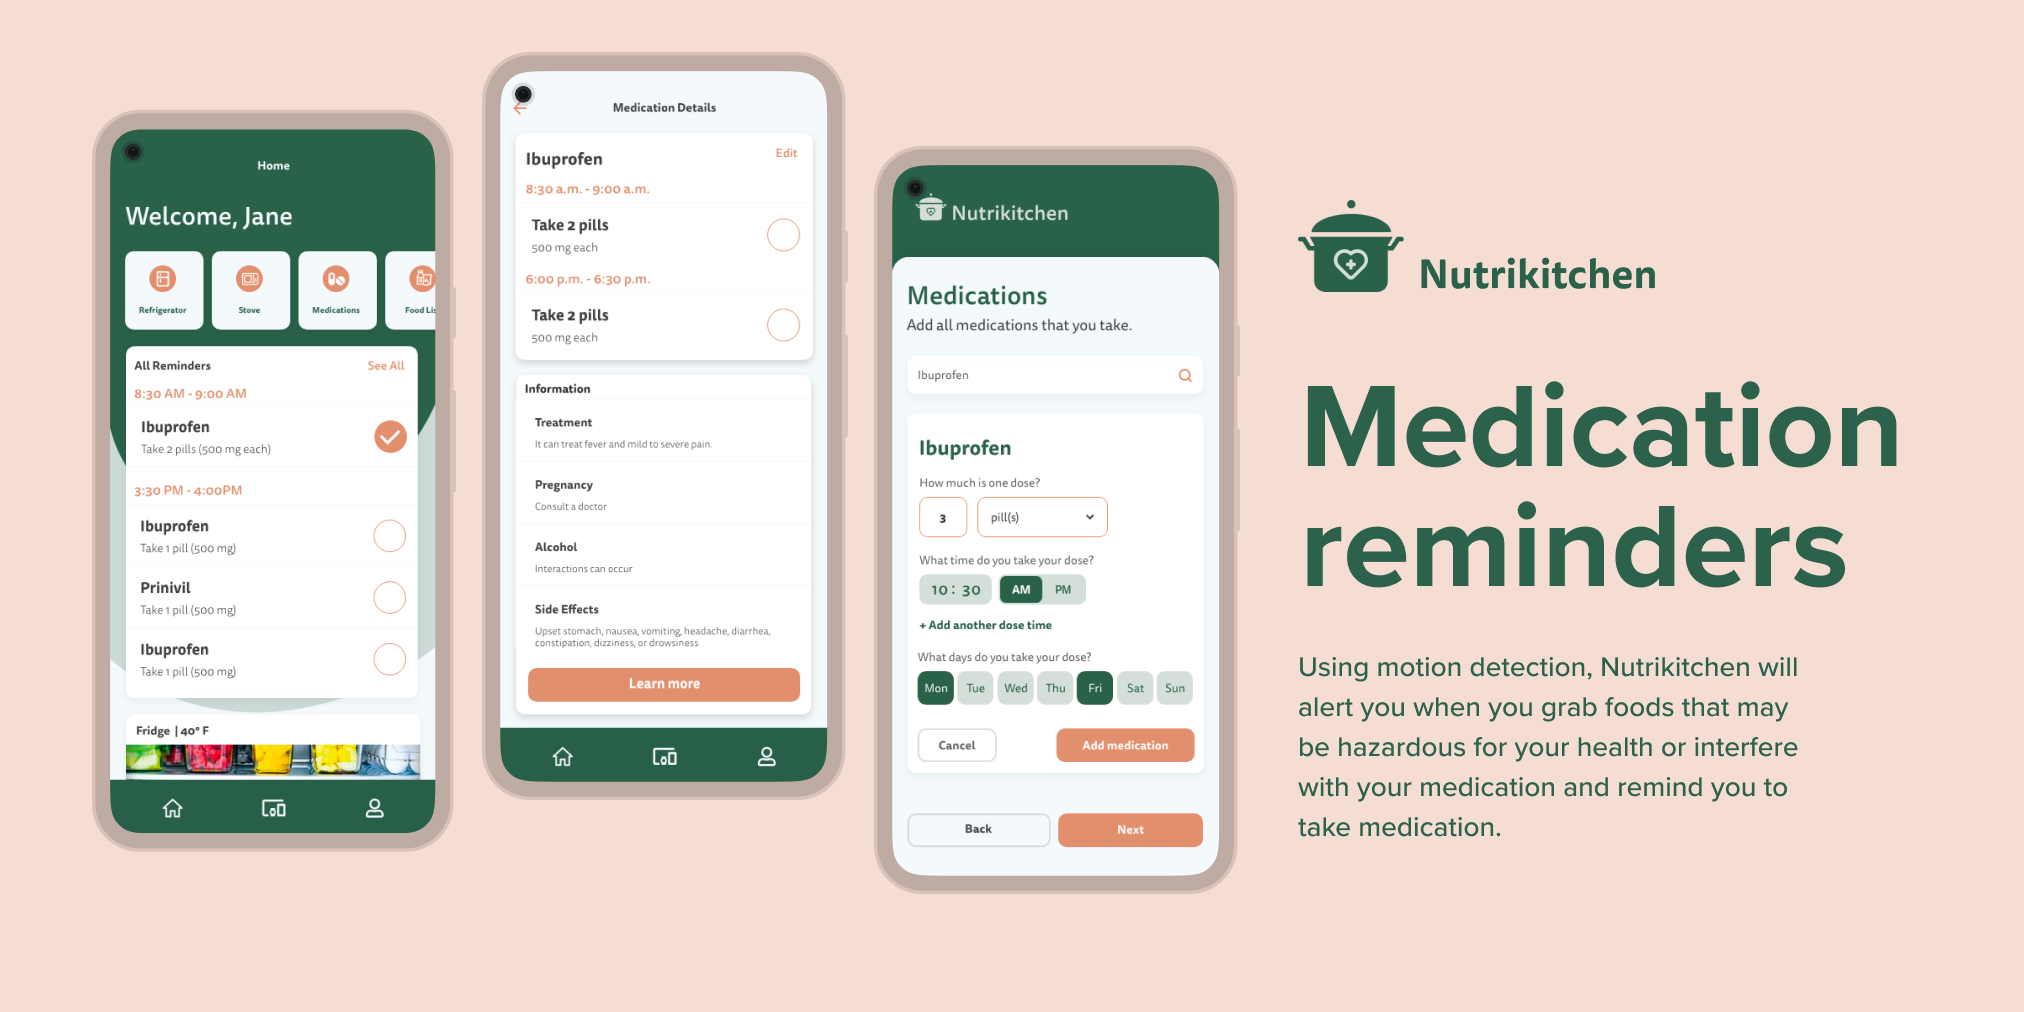 Home
Welcome, Jane
Refrigerator
Stove
Medications
Food Lis
All Reminders
See All
8:30 AM - 9:00 AM
Ibuprofen
Take 2 pills (500 mg each)
3:30 PM - 4:00PM
Ibuprofen
Take 1 pill (500 mg)
Prinivil
Take 1 pill (500 mg)
Ibuprofen
Take 1 pill (500 mg)
Fridge | 40° F
Medication Details
Ibuprofen
Edit
8:30 a.m. - 9:00 a.m.
Take 2 pills
500 mg each
6:00 p.m. - 6:30 p.m.
Take 2 pills
500 mg each
Information
Treatment
It can treat fever and mild to severe pain.
Pregnancy
Consult a doctor
Alcohol
Interactions can occur
Side Effects
Upset stomach, nausea, vomiting, headache, diarrhea,
constipation, dizziness, or drowsiness
Learn more
Nutrikitchen
Medications
Add all medications that you take.
Ibuprofen
Ibuprofen
How much is one dose?
3
pill(s)
What time do you take your dose?
10 : 30
AM
PM
+ Add another dose time
What days do you take your dose?
Mon
Tue
Wed
Thu
Fri
Sat
Sun
Cancel
Add medication
Back
Next
Nutrikitchen
Medication
reminders
Using motion detection, Nutrikitchen will
alert you when you grab foods that may
be hazardous for your health or interfere
with your medication and remind you to
take medication.